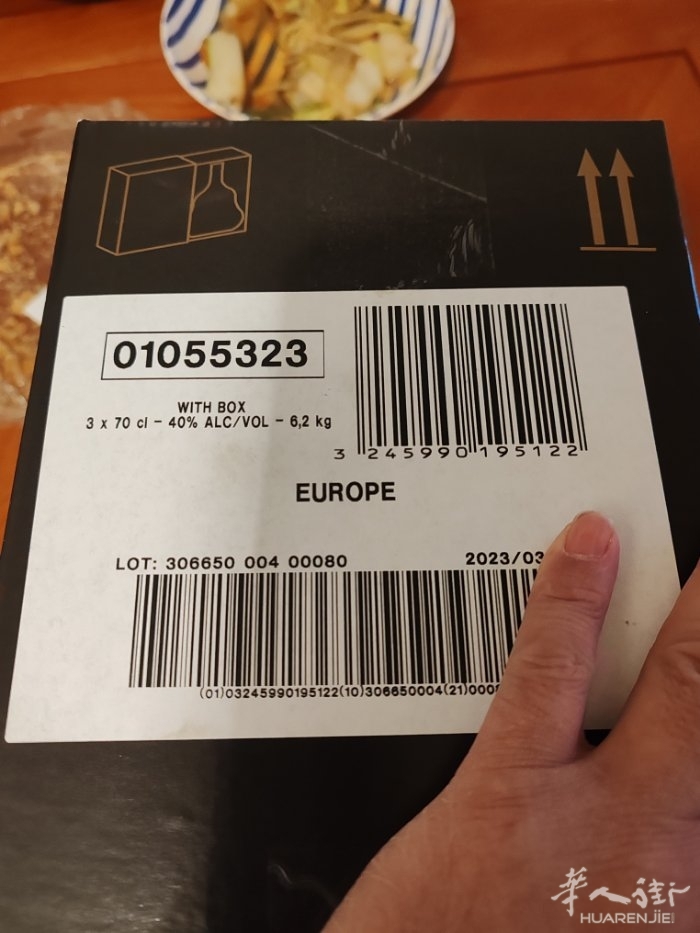 01055323
WITH BOX
3 x 70 cl - 40% ALC/VOL - 6,2 kg
3 245990 195122
EUROPE
LOT: 306650 004 00080 2023/03
(01)03245990195122(10)306650004(21)000
华人街
HUARENJIE